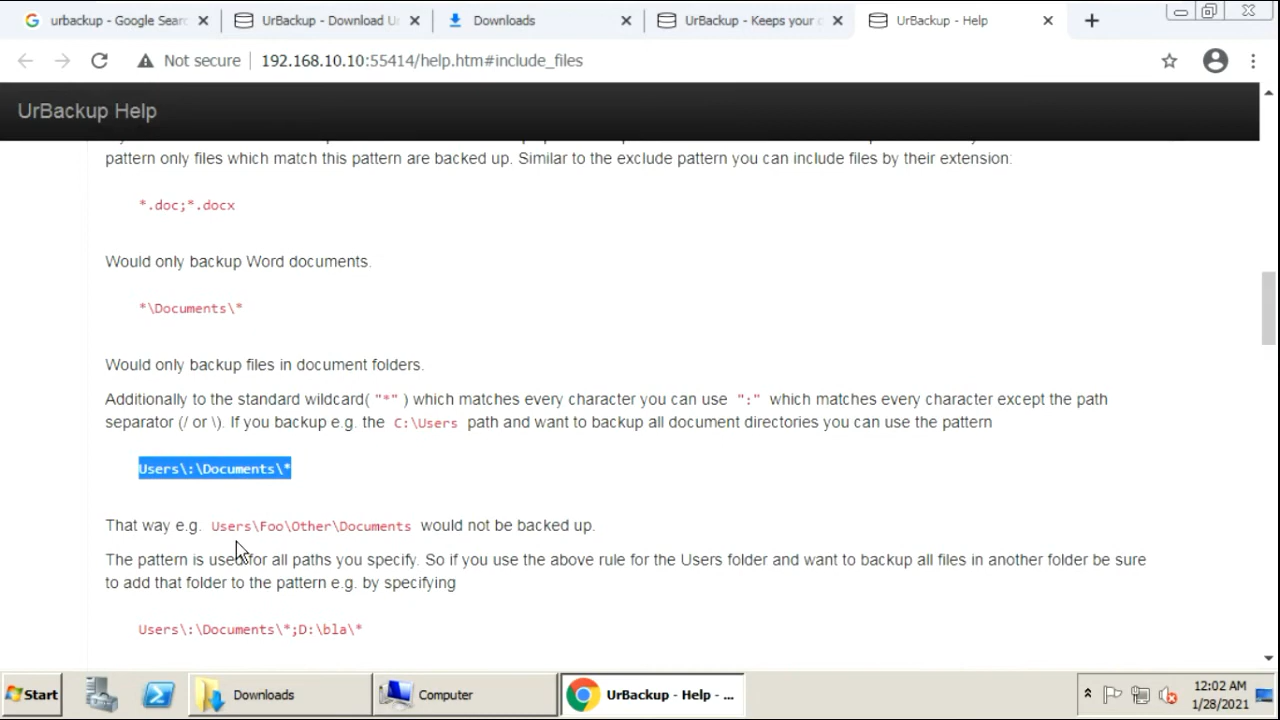 urbackup - Google Sear
UrBackup - Download U
Downloads
UrBackup - Keeps your
UrBackup - Help
Not secure
192.168.10.10:55414/help.htm#include_files
UrBackup Help
pattern only files which match this pattern are backed up. Similar to the exclude pattern you can include files by their extension:
*.doc;*.docx
Would only backup Word documents.
*\Documents\*
Would only backup files in document folders.
Additionally to the standard wildcard( "*" ) which matches every character you can use ":" which matches every character except the path
separator (/ or \). If you backup e.g. the C:\Users path and want to backup all document directories you can use the pattern
Users\:\Documents\*
That way e.g. Users\Foo\Other\Documents would not be backed up.
The pattern is used for all paths you specify. So if you use the above rule for the Users folder and want to backup all files in another folder be sure
to add that folder to the pattern e.g. by specifying
Users\:\Documents\*;D:\bla\*
Start
Downloads
Computer
UrBackup - Help - ...
12:02 AM
1/28/2021